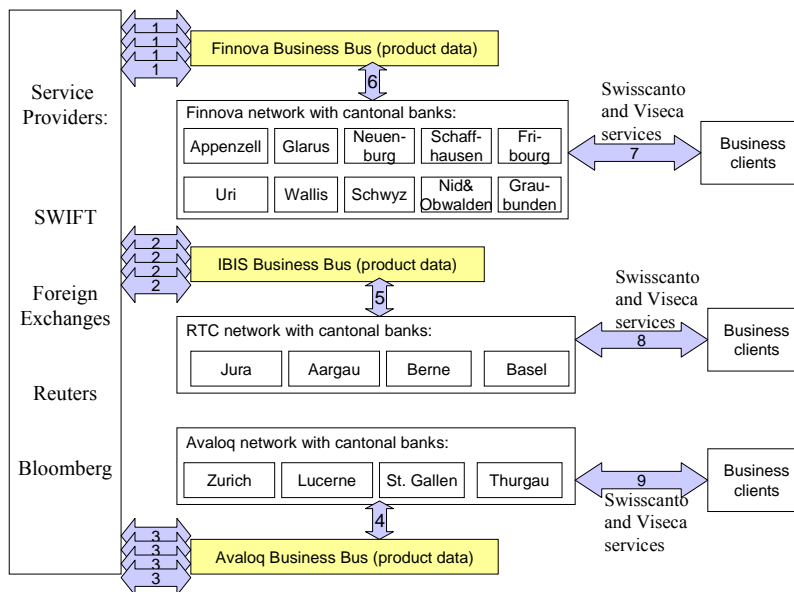 Service
Providers:
SWIFT
Foreign
Exchanges
Reuters
Bloomberg
1
1
1
1
Finnova Business Bus (product data)
6
Finnova network with cantonal banks:
Appenzell
Glarus
Neuen-
burg
Schaff-
hausen
Fri-
bourg
Uri
Wallis
Schwyz
Nid&
Obwalden
Grau-
bunden
Swisscanto
and Viseca
services
7
Business
clients
2
2
2
2
IBIS Business Bus (product data)
5
RTC network with cantonal banks:
Jura
Aargau
Berne
Basel
Swisscanto
and Viseca
services
8
Business
clients
Avaloq network with cantonal banks:
Zurich
Lucerne
St. Gallen
Thurgau
9
Swisscanto
and Viseca
services
Business
clients
4
3
3
3
3
Avaloq Business Bus (product data)